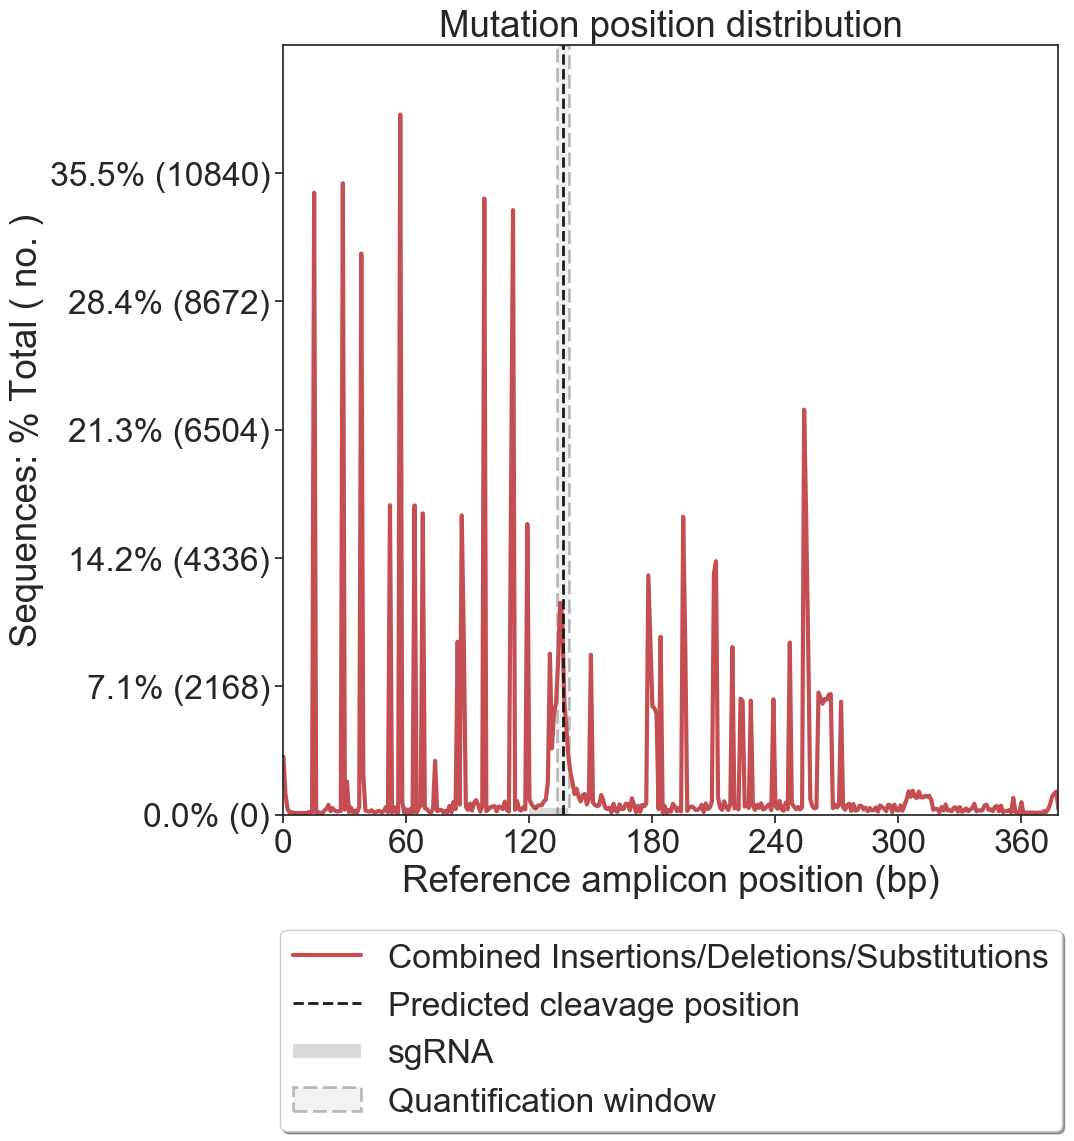 Mutation position distribution
Sequences: % Total ( no. )
35.5% (10840)
28.4% (8672)
21.3% (6504)
14.2% (4336)
7.1% (2168)
0.0% (0)
0 60 120 180 240 300 360
Reference amplicon position (bp)
Combined Insertions/Deletions/Substitutions
Predicted cleavage position
sgRNA
Quantification window